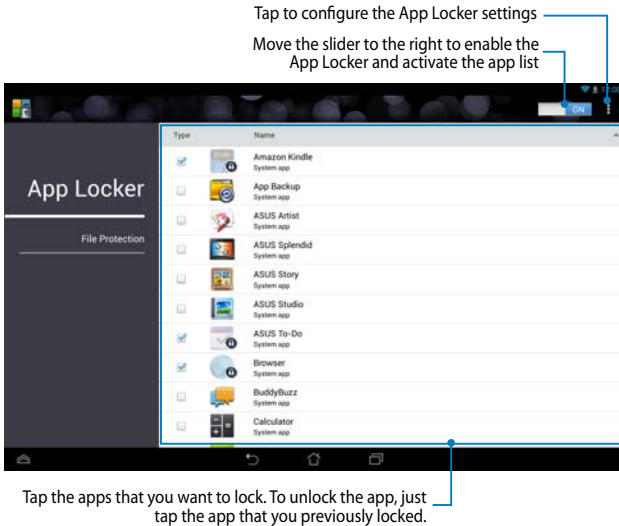 Tap to configure the App Locker settings
Move the slider to the right to enable the
App Locker and activate the app list
12:00
ON
Type Name
App Locker
File Protection
Amazon Kindle
System app
App Backup
System app
ASUS Artist
System app
ASUS Splendid
System app
ASUS Story
System app
ASUS Studio
System app
ASUS To-Do
System app
Browser
System app
BuddyBuzz
System app
Calculator
System app
Tap the apps that you want to lock. To unlock the app, just
tap the app that you previously locked.